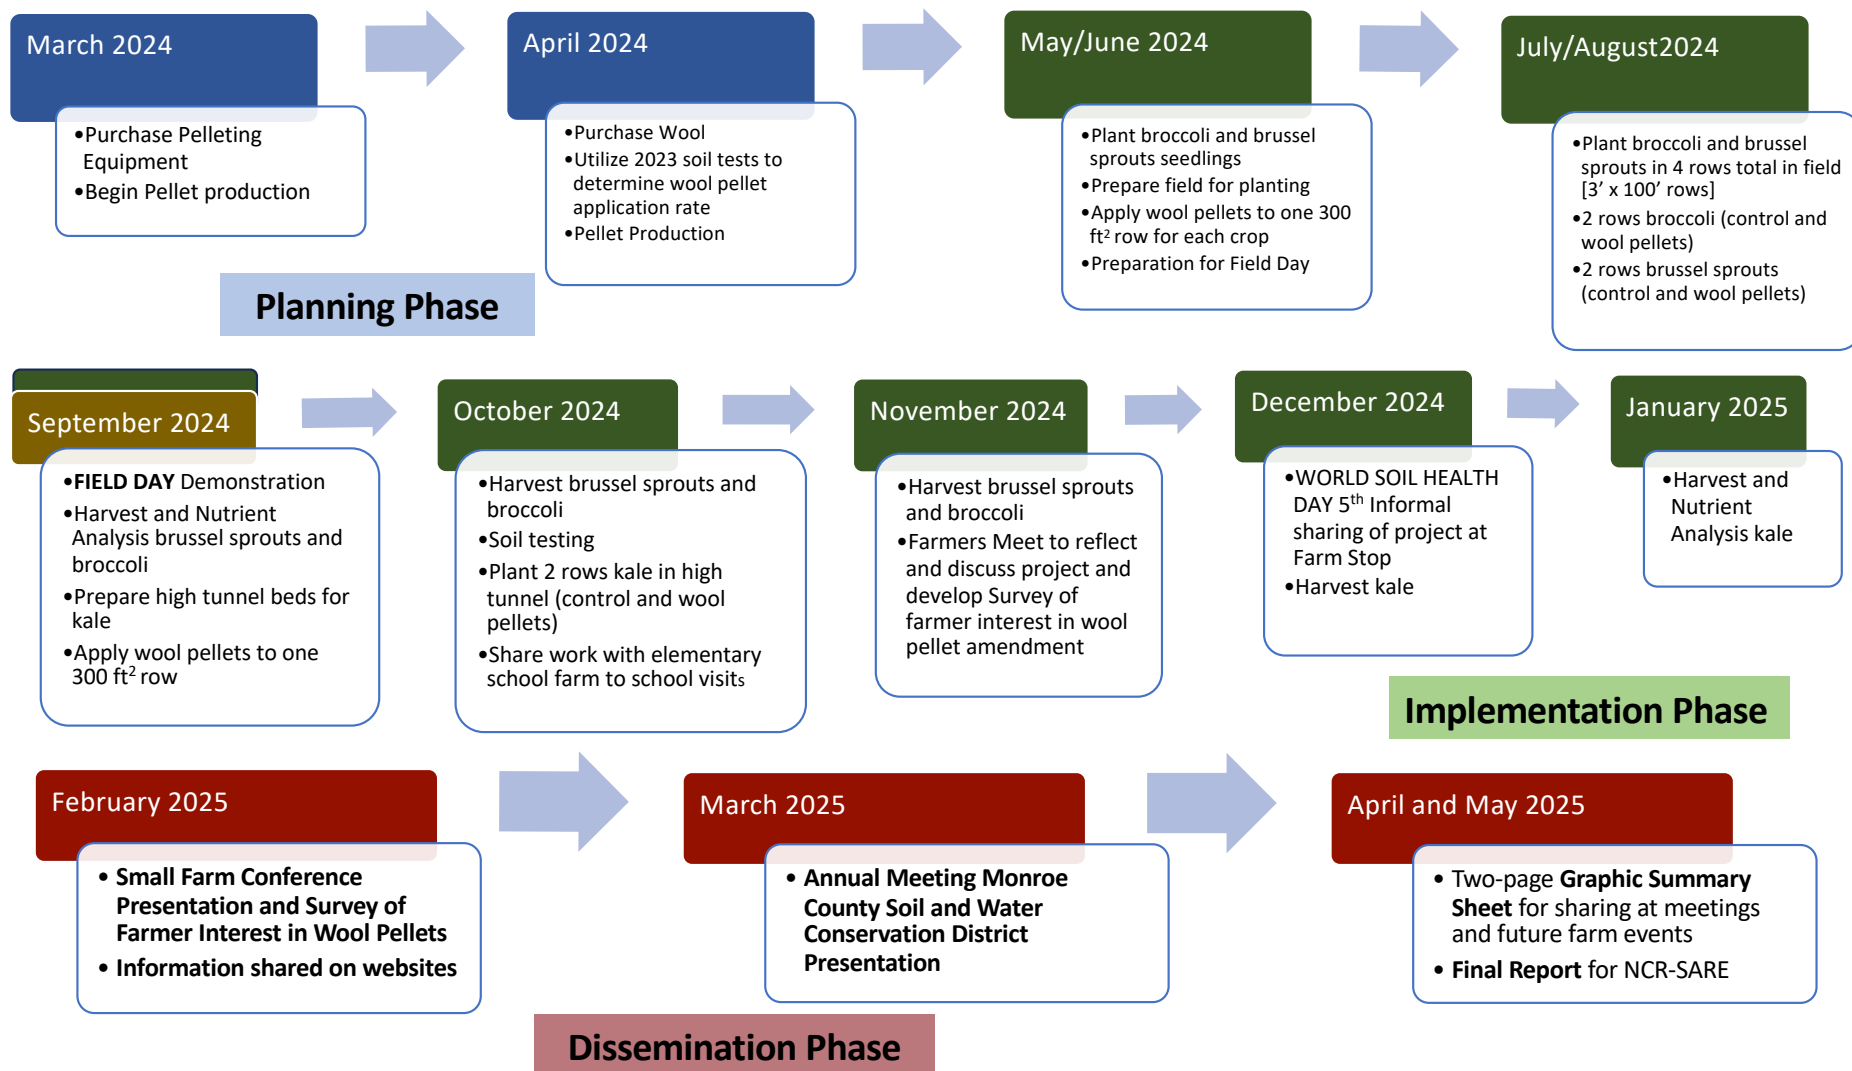 March 2024
•Purchase Pelleting
Equipment
•Begin Pellet production
April 2024
•Purchase Wool
•Utilize 2023 soil tests to
determine wool pellet
application rate
•Pellet Production
May/June 2024
•Plant broccoli and brussel
sprouts seedlings
•Prepare field for planting
•Apply wool pellets to one 300
ft² row for each crop
•Preparation for Field Day
July/August2024
•Plant broccoli and brussel
sprouts in 4 rows total in field
[3’ x 100’ rows]
•2 rows broccoli (control and
wool pellets)
•2 rows brussel sprouts
(control and wool pellets)
Planning Phase
September 2024
•FIELD DAY Demonstration
•Harvest and Nutrient
Analysis brussel sprouts and
broccoli
•Prepare high tunnel beds for
kale
•Apply wool pellets to one
300 ft² row
October 2024
•Harvest brussel sprouts and
broccoli
•Soil testing
•Plant 2 rows kale in high
tunnel (control and wool
pellets)
•Share work with elementary
school farm to school visits
November 2024
•Harvest brussel sprouts
and broccoli
•Farmers Meet to reflect
and discuss project and
develop Survey of
farmer interest in wool
pellet amendment
December 2024
•WORLD SOIL HEALTH
DAY 5th Informal
sharing of project at
Farm Stop
•Harvest kale
January 2025
•Harvest and
Nutrient
Analysis kale
Implementation Phase
February 2025
• Small Farm Conference
Presentation and Survey of
Farmer Interest in Wool Pellets
• Information shared on websites
March 2025
• Annual Meeting Monroe
County Soil and Water
Conservation District
Presentation
April and May 2025
• Two-page Graphic Summary
Sheet for sharing at meetings
and future farm events
• Final Report for NCR-SARE
Dissemination Phase